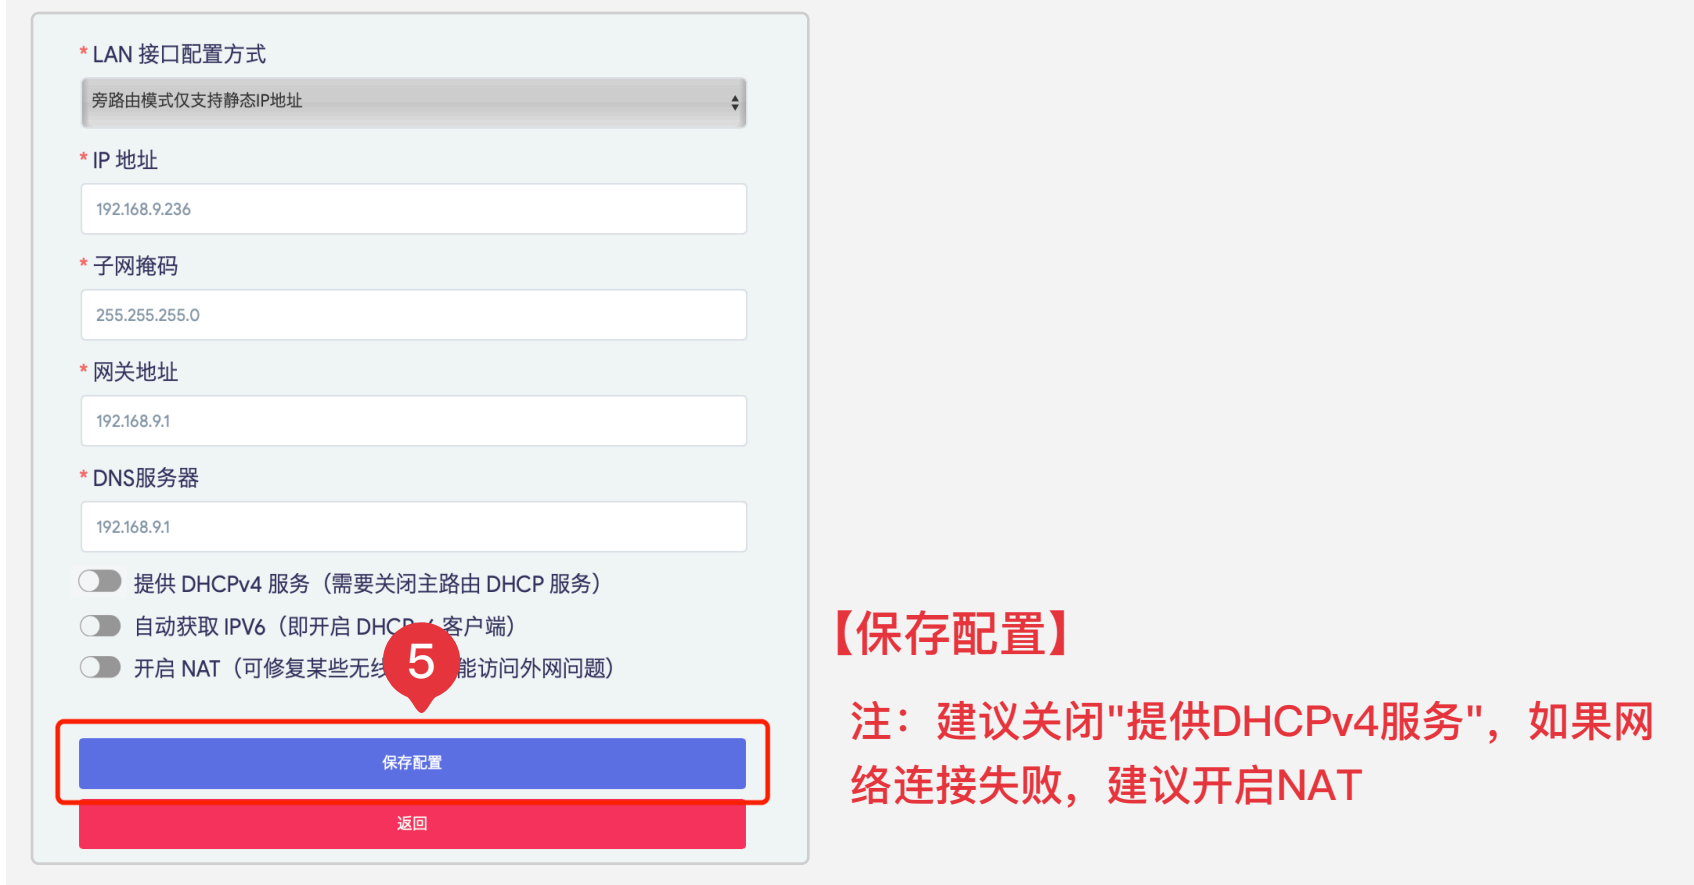 * LAN 接口配置方式
旁路由模式仅支持静态IP地址
* IP 地址
192.168.9.236
* 子网掩码
255.255.255.0
* 网关地址
192.168.9.1
* DNS服务器
192.168.9.1
提供 DHCPv4 服务（需要关闭主路由 DHCP 服务）
自动获取 IPV6（即开启 DHCPv6 客户端）
开启 NAT（可修复某些无线 能访问外网问题）
5
保存配置
返回
【保存配置】
注：建议关闭"提供DHCPv4服务"，如果网
络连接失败，建议开启NAT